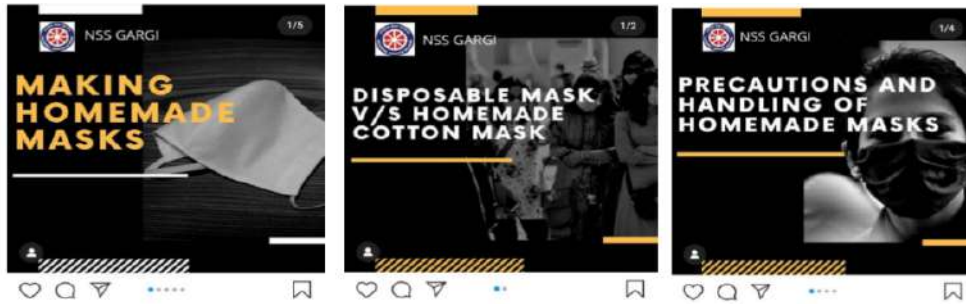 NSS GARGI
1/5
MAKING
HOMEMADE
MASKS
NSS GARGI
1/2
DISPOSABLE MASK
V/S HOMEMADE
COTTON MASK
NSS GARGI
1/4
PRECAUTIONS AND
HANDLING OF
HOMEMADE MASKS